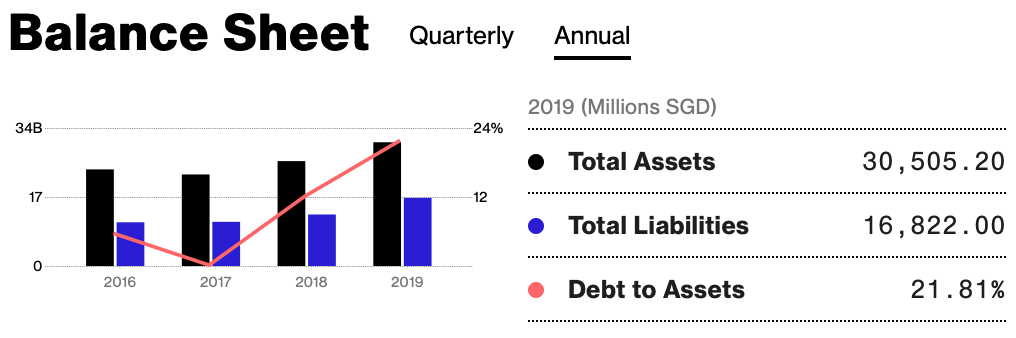 Balance Sheet Quarterly Annual
2019 (Millions SGD)
34B 24%
Total Assets 30,505.20
17 12
Total Liabilities 16,822.00
0
2016 2017 2018 2019
Debt to Assets 21.81%